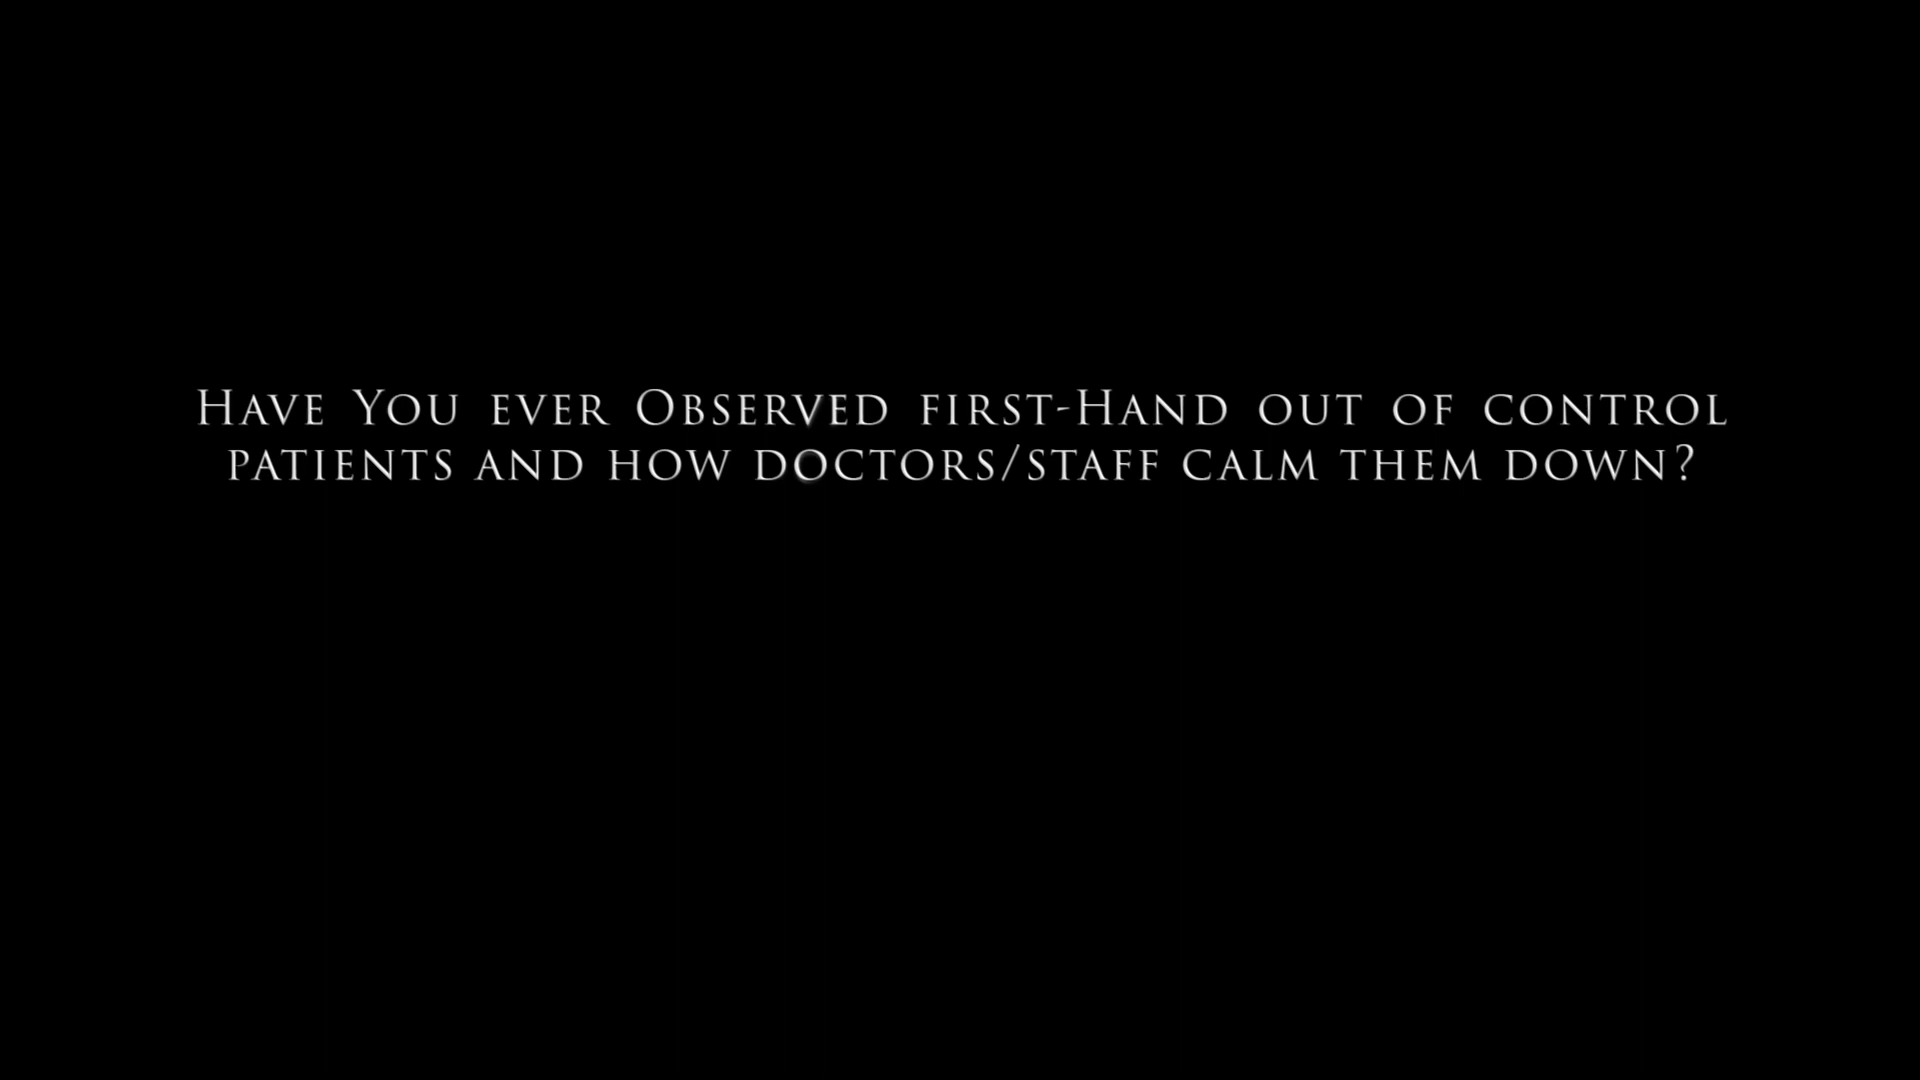 Have You ever Observed first-Hand out of control
patients and how doctors/staff calm them down?